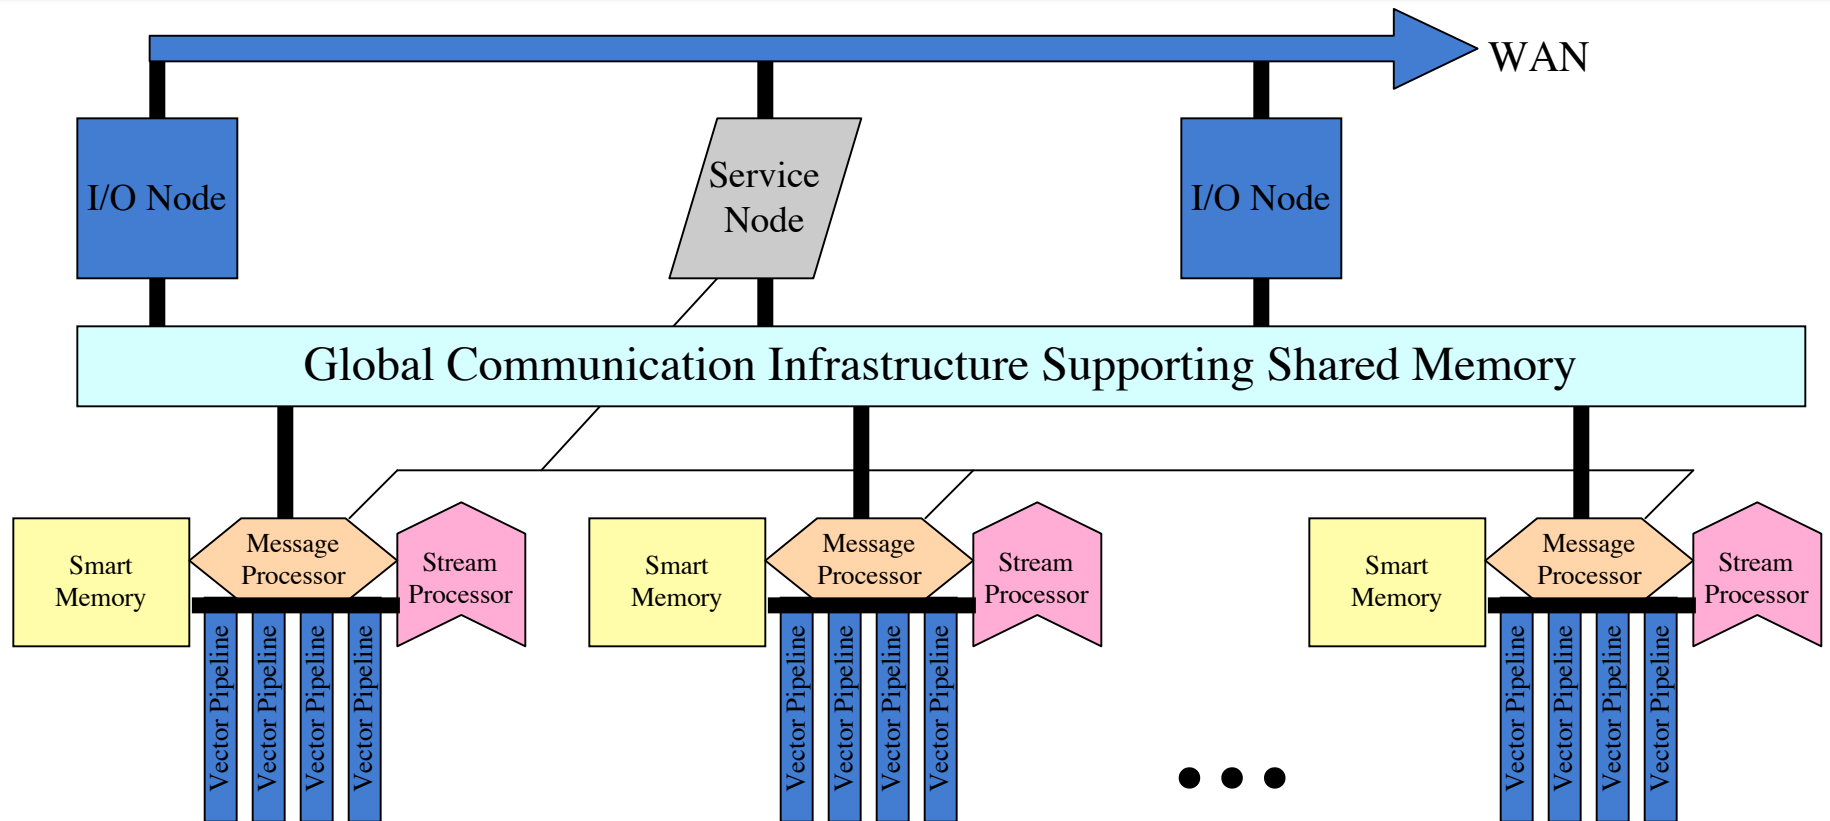 WAN
I/O Node
Service
Node
I/O Node
Global Communication Infrastructure Supporting Shared Memory
Smart
Memory
Message
Processor
Stream
Processor
Vector Pipeline
Vector Pipeline
Vector Pipeline
Vector Pipeline
Smart
Memory
Message
Processor
Stream
Processor
Vector Pipeline
Vector Pipeline
Vector Pipeline
Vector Pipeline
Smart
Memory
Message
Processor
Stream
Processor
Vector Pipeline
Vector Pipeline
Vector Pipeline
Vector Pipeline